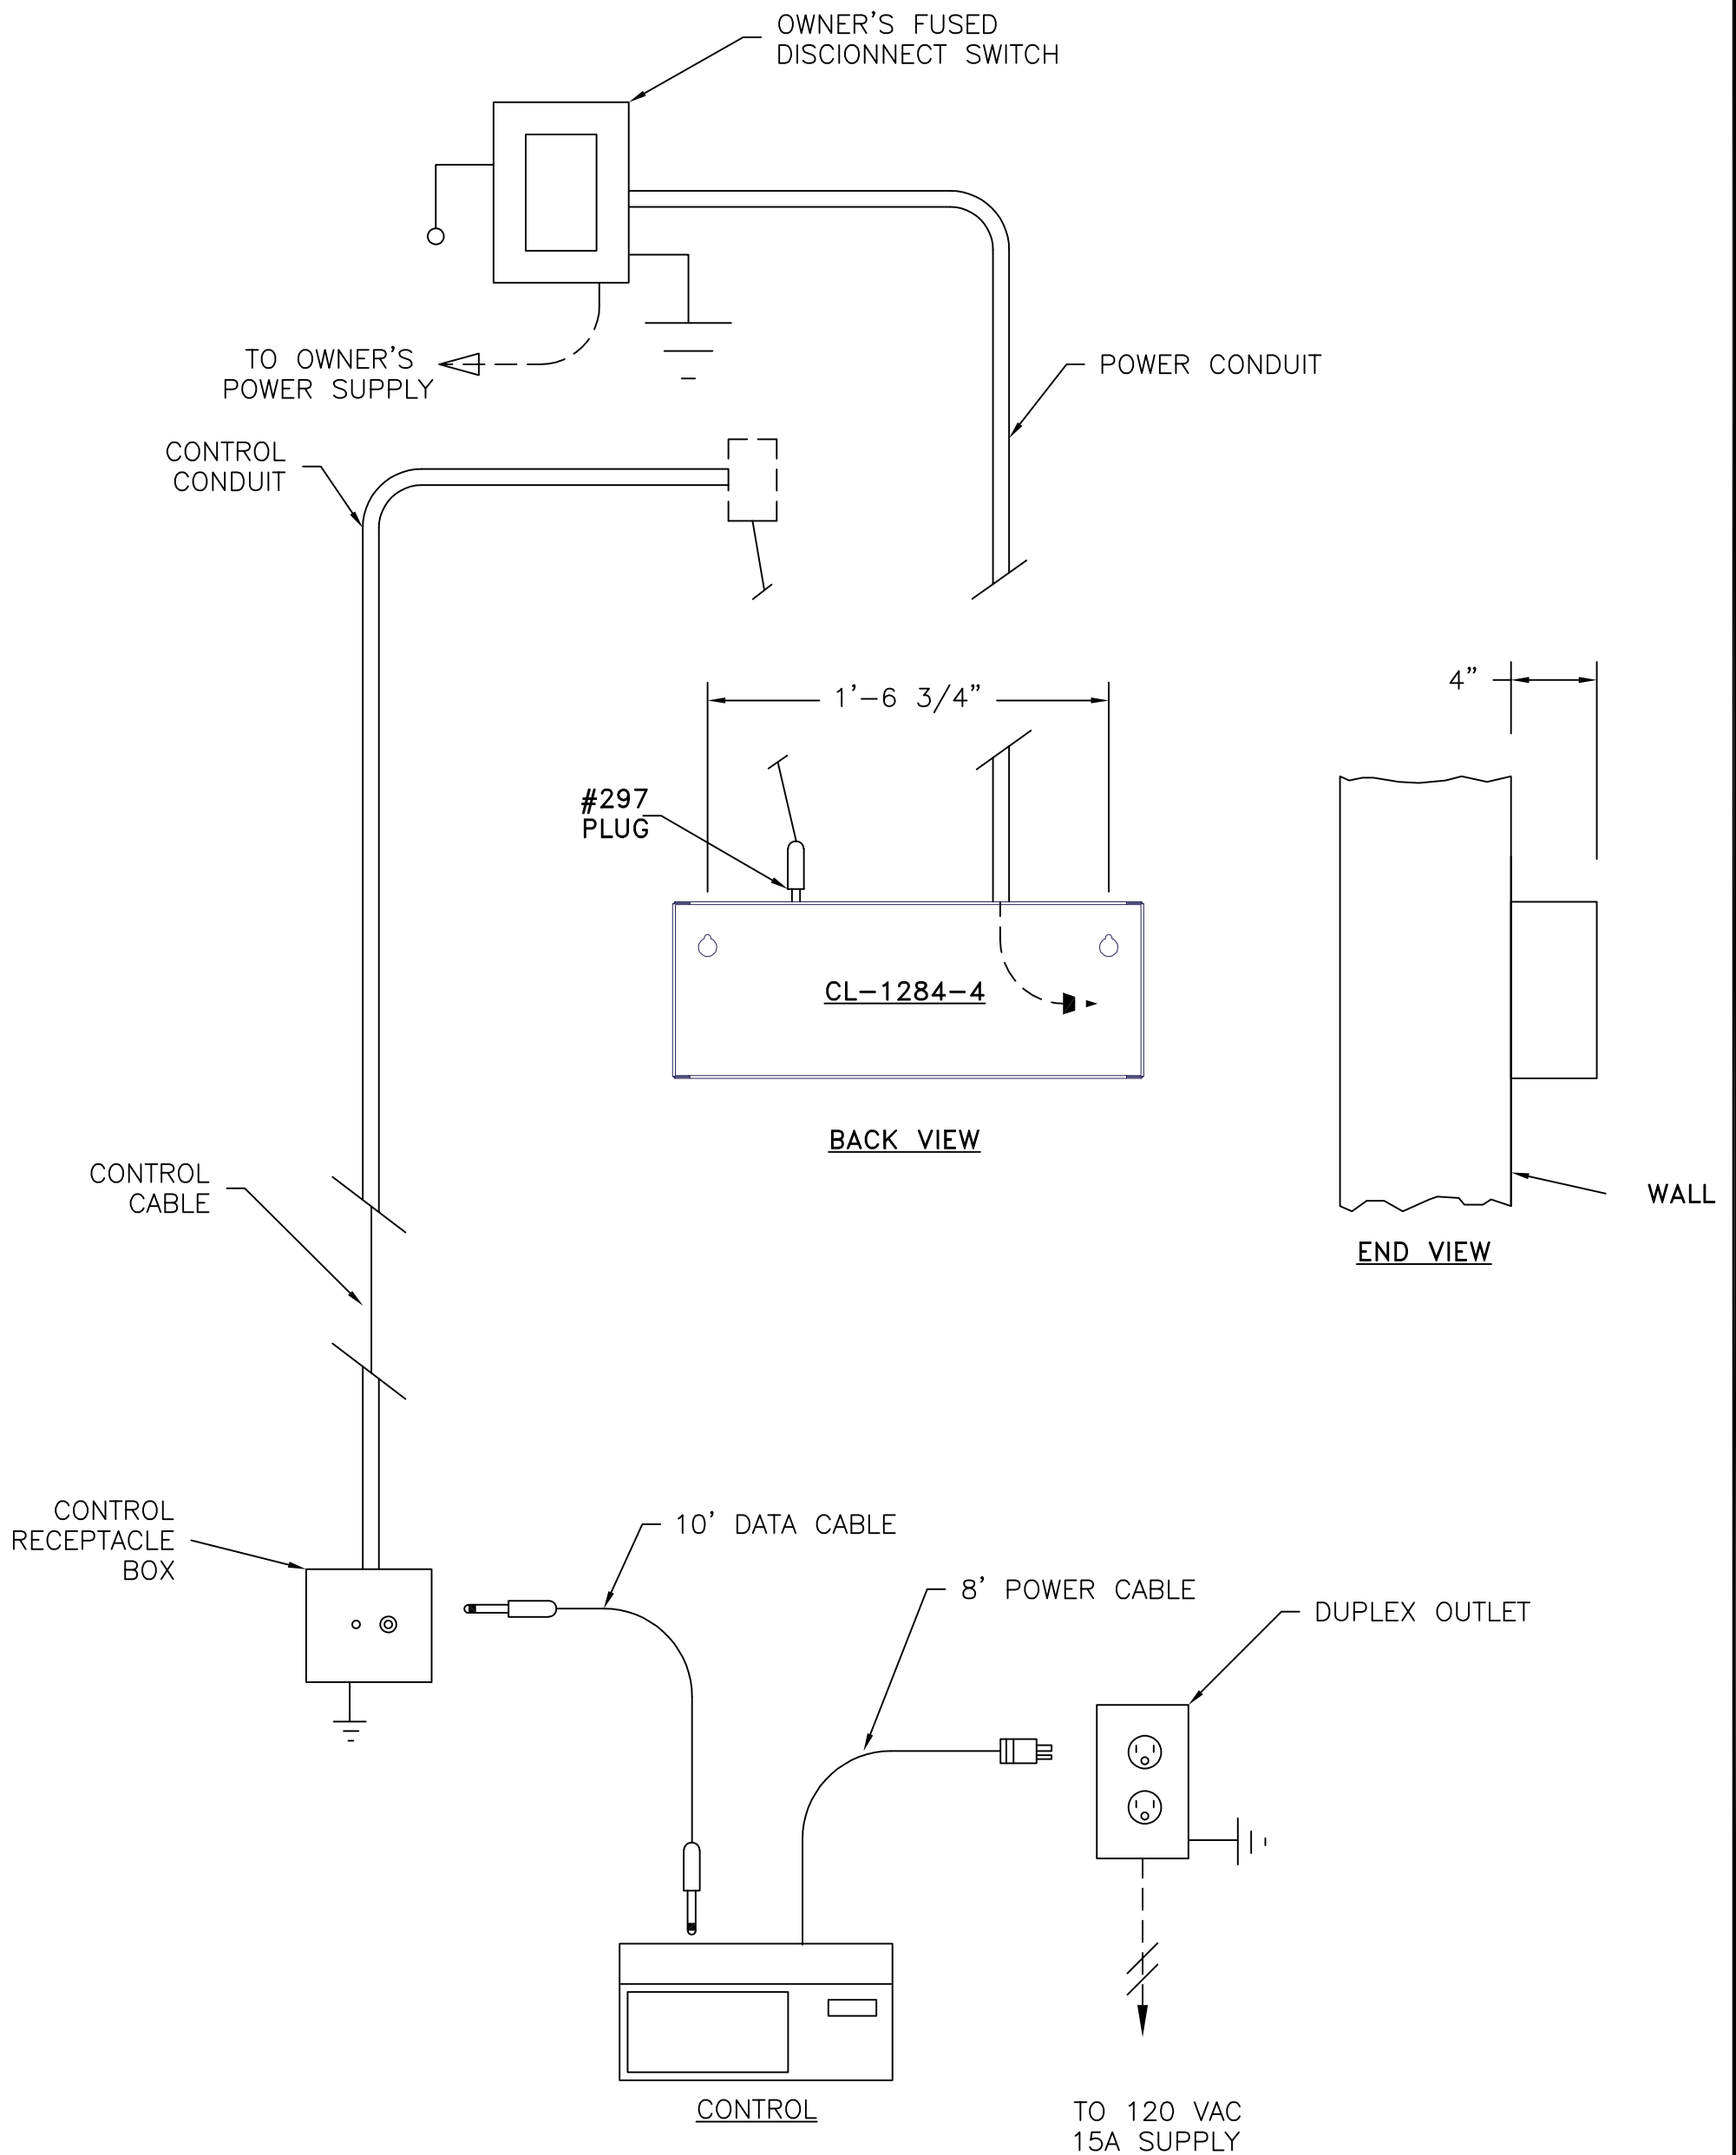 OWNER'S FUSED
DISCIONNECT SWITCH
TO OWNER'S
POWER SUPPLY
POWER CONDUIT
CONTROL
CONDUIT
1'-6 3/4"
4"
#297
PLUG
CL-1284-4
BACK VIEW
CONTROL
CABLE
WALL
END VIEW
CONTROL
RECEPTACLE
BOX
10' DATA CABLE
8' POWER CABLE
DUPLEX OUTLET
CONTROL
TO 120 VAC
15A SUPPLY